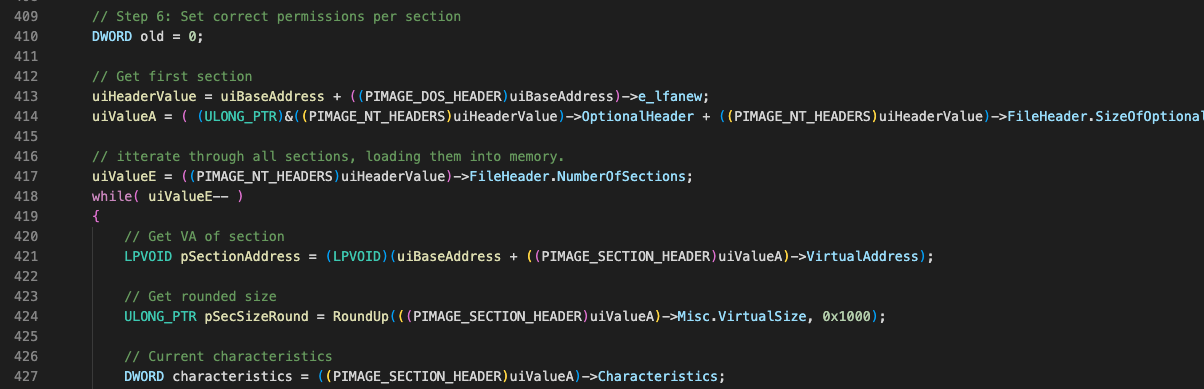 409 // Step 6: Set correct permissions per section
410 DWORD old = 0;
411
412 // Get first section
413 uiHeaderValue = uiBaseAddress + ((PIMAGE_DOS_HEADER)uiBaseAddress)->e_lfanew;
414 uiValueA = ( (ULONG_PTR)&((PIMAGE_NT_HEADERS)uiHeaderValue)->OptionalHeader + ((PIMAGE_NT_HEADERS)uiHeaderValue)->FileHeader.SizeOfOptional
415
416 // itterate through all sections, loading them into memory.
417 uiValueE = ((PIMAGE_NT_HEADERS)uiHeaderValue)->FileHeader.NumberOfSections;
418 while( uiValueE-- )
419 {
420 // Get VA of section
421 LPVOID pSectionAddress = (LPVOID)(uiBaseAddress + ((PIMAGE_SECTION_HEADER)uiValueA)->VirtualAddress);
422
423 // Get rounded size
424 ULONG_PTR pSecSizeRound = RoundUp(((PIMAGE_SECTION_HEADER)uiValueA)->Misc.VirtualSize, 0x1000);
425
426 // Current characteristics
427 DWORD characteristics = ((PIMAGE_SECTION_HEADER)uiValueA)->Characteristics;